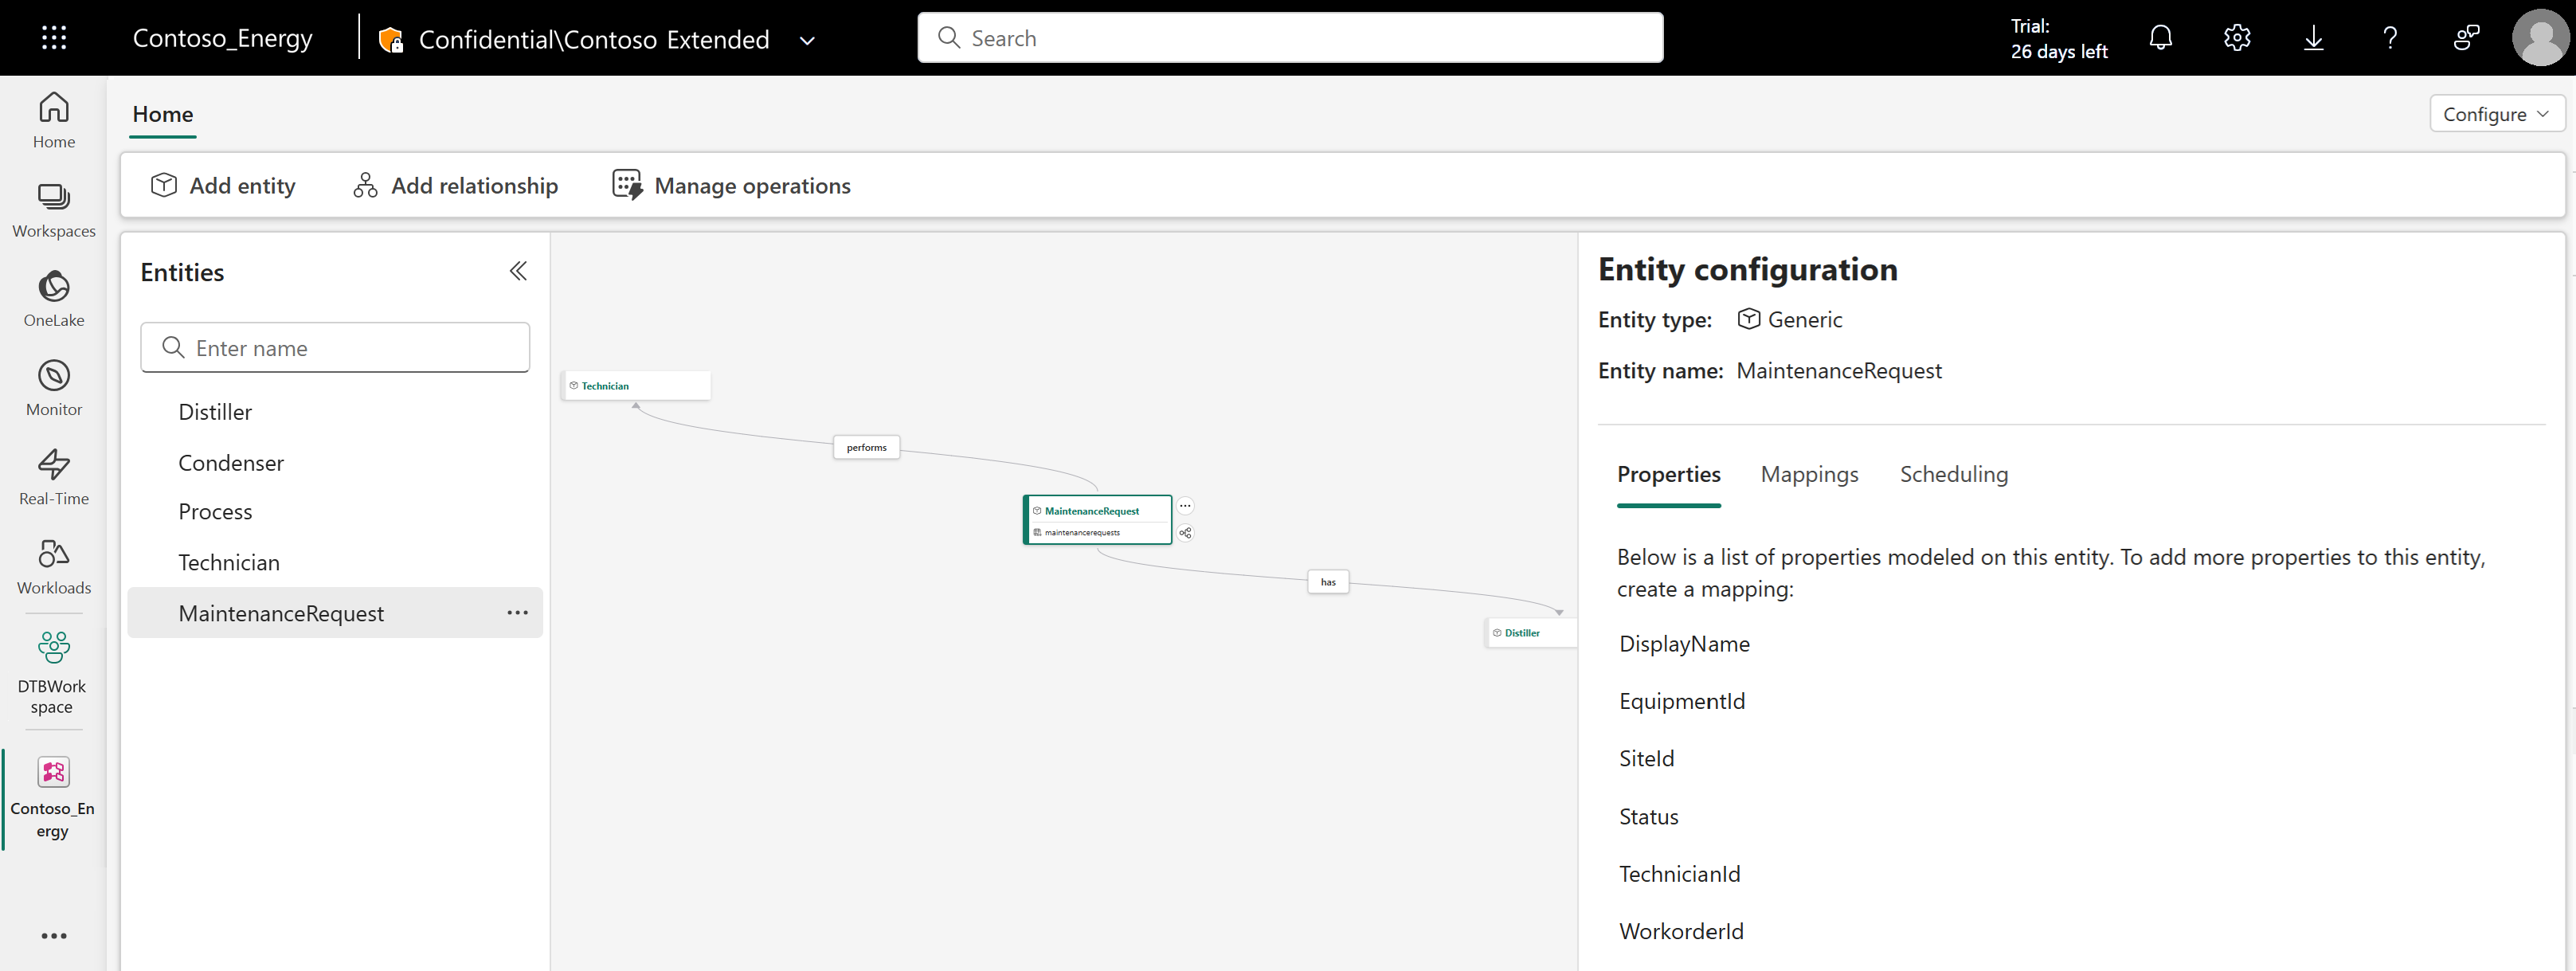 Contoso_Energy
Confidential\Contoso Extended
Search
Trial:
26 days left
Home
Workspaces
OneLake
Monitor
Real-Time
Workloads
DTBWork
space
Contoso_En
ergy
Home
Configure
Add entity
Add relationship
Manage operations
Entities
Enter name
Distiller
Condenser
Process
Technician
MaintenanceRequest
Technician
performs
MaintenanceRequest
maintenancerequests
has
Distiller
Entity configuration
Entity type: Generic
Entity name: MaintenanceRequest
Properties
Mappings
Scheduling
Below is a list of properties modeled on this entity. To add more properties to this entity,
create a mapping:
DisplayName
EquipmentId
SiteId
Status
TechnicianId
WorkorderId